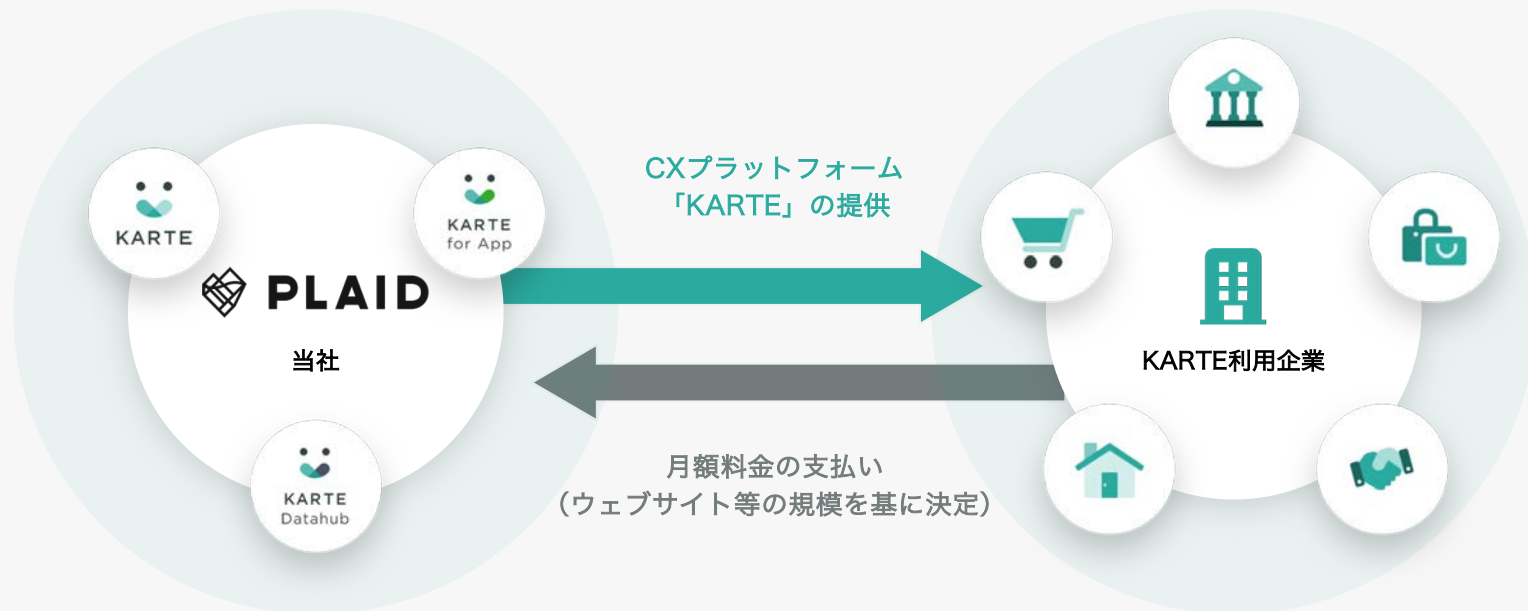 KARTE
KARTE
for App
PLAID
当社
KARTE
Datahub
CXプラットフォーム
「KARTE」の提供
月額料金の支払い
（ウェブサイト等の規模を基に決定）
KARTE利用企業